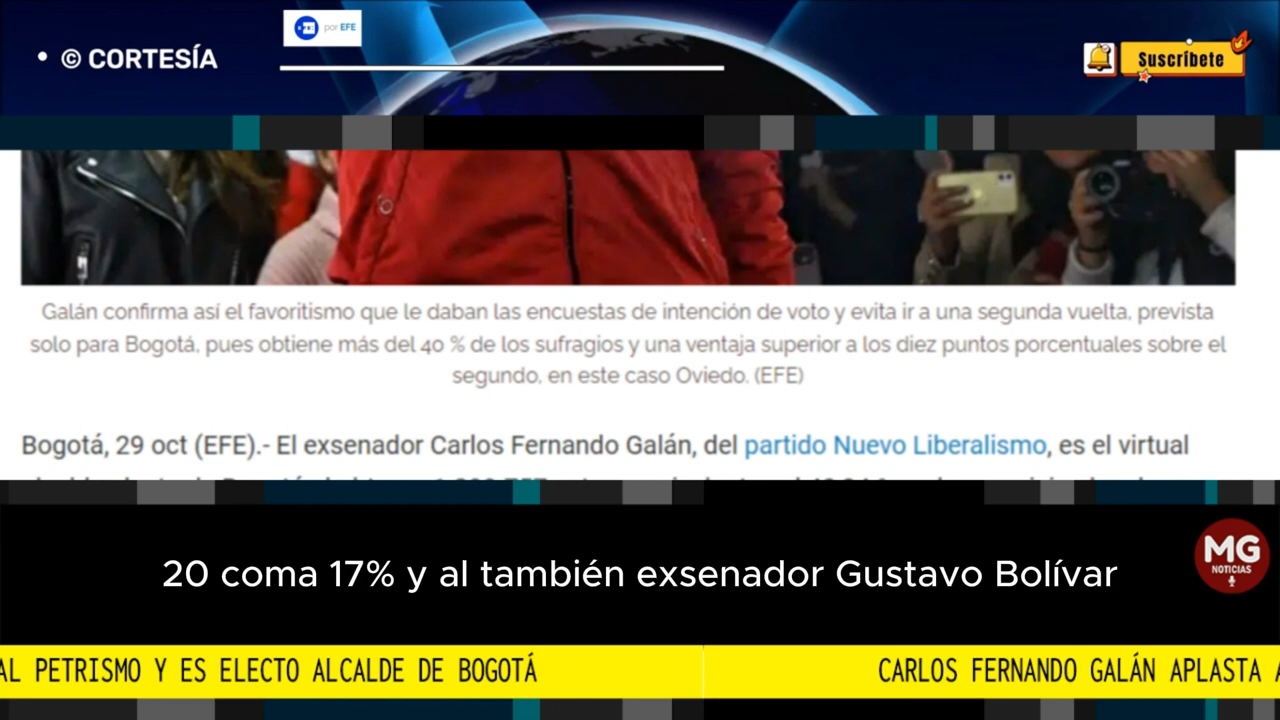 por EFE
• © CORTESÍA
Suscríbete
Galán confirma así el favoritismo que le daban las encuestas de intención de voto y evita ir a una segunda vuelta, prevista
solo para Bogotá, pues obtiene más del 40 % de los sufragios y una ventaja superior a los diez puntos porcentuales sobre el
segundo, en este caso Oviedo. (EFE)
Bogotá, 29 oct (EFE).- El exsenador Carlos Fernando Galán, del partido Nuevo Liberalismo, es el virtual
20 coma 17% y al también exsenador Gustavo Bolívar
MG
NOTICIAS
AL PETRISMO Y ES ELECTO ALCALDE DE BOGOTÁ CARLOS FERNANDO GALÁN APLASTA A